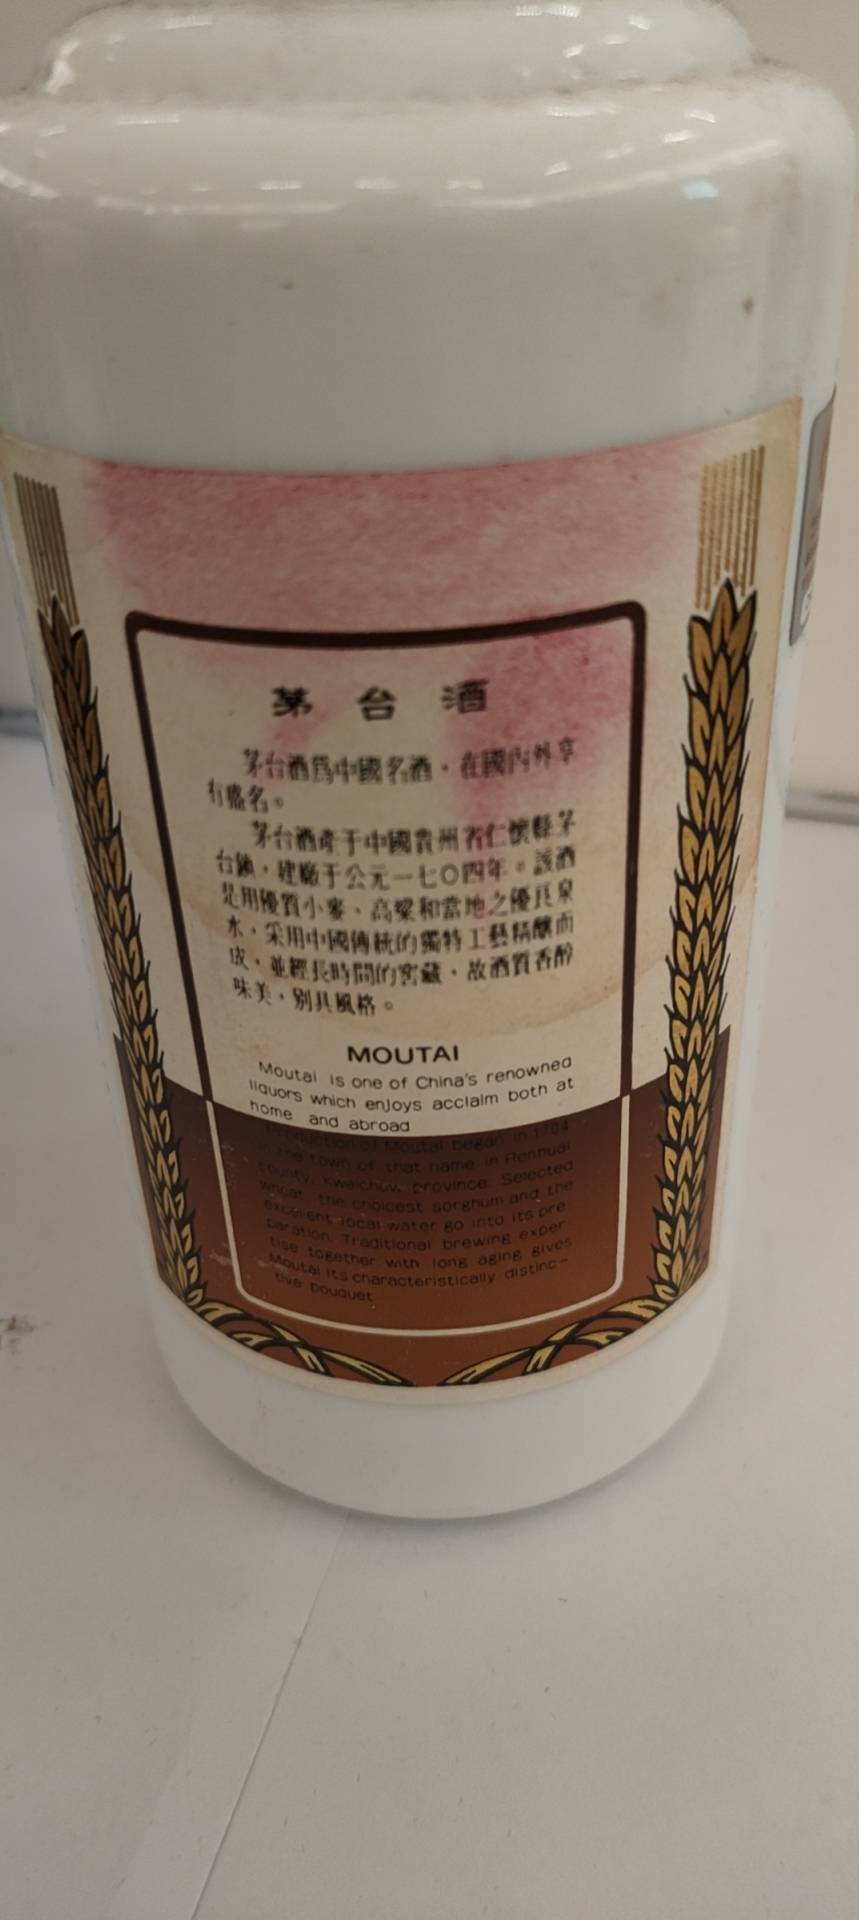 茅台酒
茅台酒爲中國名酒，在國内外享
有盛名。
茅台酒產于中國貴州省仁懷縣茅
台鎮，建廠于公元一七〇四年。該酒
是用優質小麥、高粱和當地之優良泉
水，采用中國傳統的獨特工藝精釀而
成，並經長時間的窖藏，故酒質香醇
味美，别具風格。
MOUTAI
Moutai is one of China's renowned
liquors which enjoys acclaim both at
home and abroad
Production of Moutai began in 1704
in the town of that name in Renhuai
county, Kweichow province. Selected
wheat, the choicest sorghum and the
excellent local water go into its pre
paration. Traditional brewing exper
tise together with long aging gives
Moutai its characteristically distinc-
tive bouquet